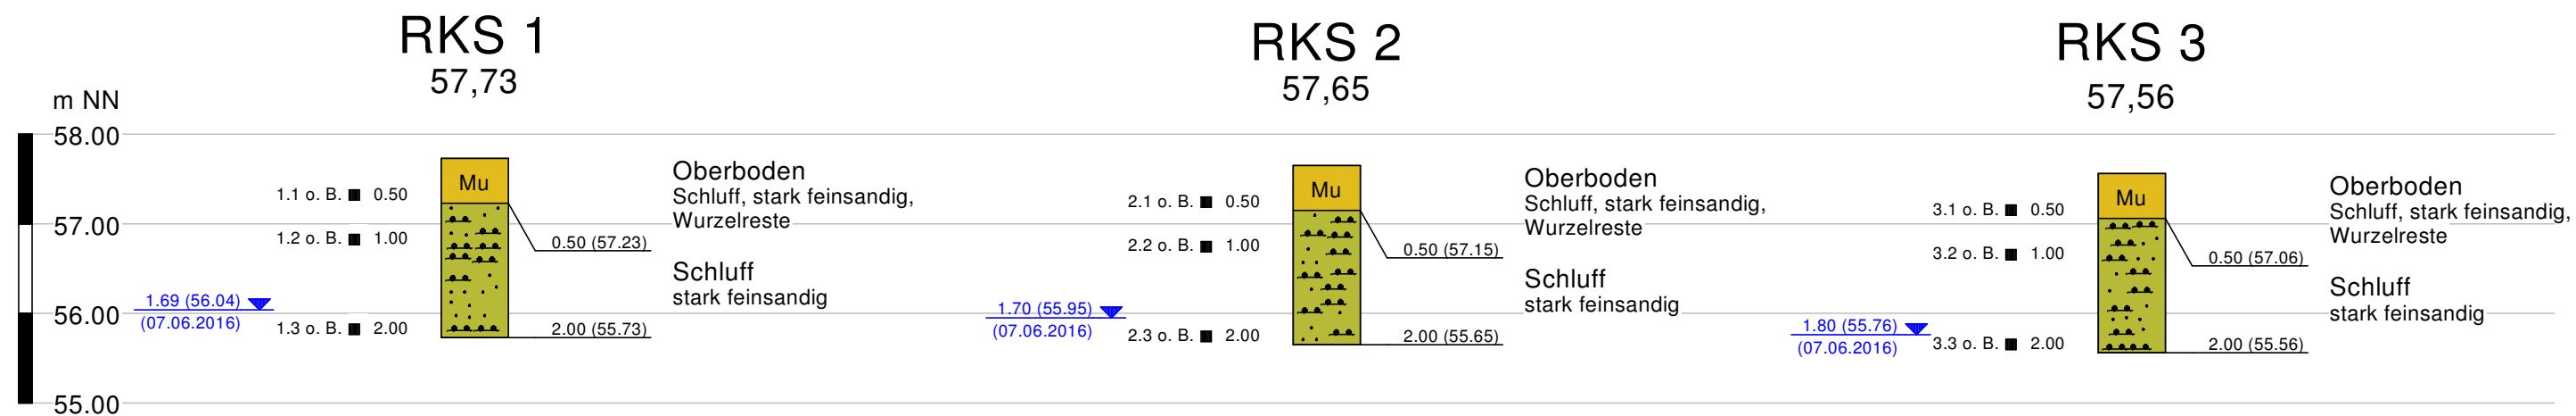 RKS 1
57,73
RKS 2
57,65
RKS 3
57,56
m NN
58.00
57.00
56.00
55.00
1.1 o. B. 0.50
1.2 o. B. 1.00
1.69 (56.04)
(07.06.2016)
1.3 o. B. 2.00
Mu
0.50 (57.23)
2.00 (55.73)
Oberboden
Schluff, stark feinsandig,
Wurzelreste
Schluff
stark feinsandig
2.1 o. B. 0.50
2.2 o. B. 1.00
1.70 (55.95)
(07.06.2016)
2.3 o. B. 2.00
Mu
0.50 (57.15)
2.00 (55.65)
Oberboden
Schluff, stark feinsandig,
Wurzelreste
Schluff
stark feinsandig
3.1 o. B. 0.50
3.2 o. B. 1.00
1.80 (55.76)
(07.06.2016)
3.3 o. B. 2.00
Mu
0.50 (57.06)
2.00 (55.56)
Oberboden
Schluff, stark feinsandig,
Wurzelreste
Schluff
stark feinsandig